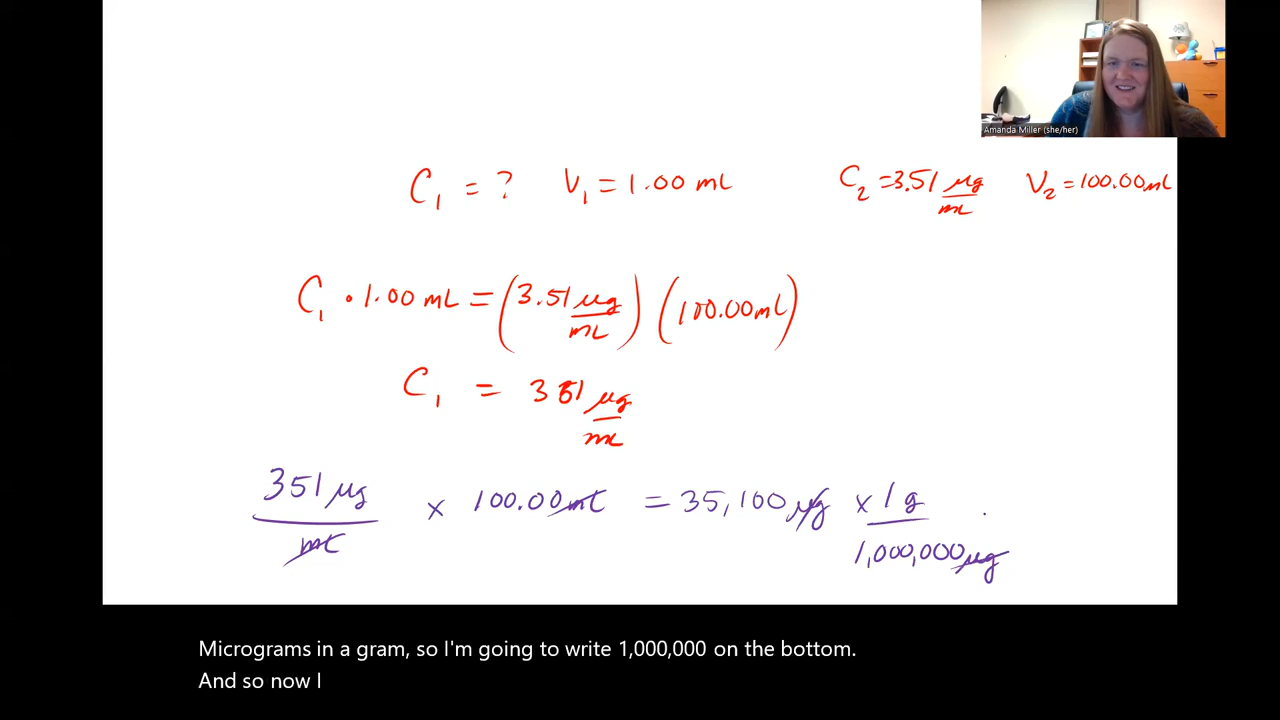 Amanda Miller (she/her)
C₁ = ? V₁ = 1.00 mL C₂ = 3.51 μg/mL V₂ = 100.00 mL
C₁ · 1.00 mL = (3.51 μg/mL) (100.00 mL)
C₁ = 351 μg/mL
351 μg/mL × 100.00 mL = 35,100 μg × 1 g/1,000,000 μg
Micrograms in a gram, so I'm going to write 1,000,000 on the bottom.
And so now I